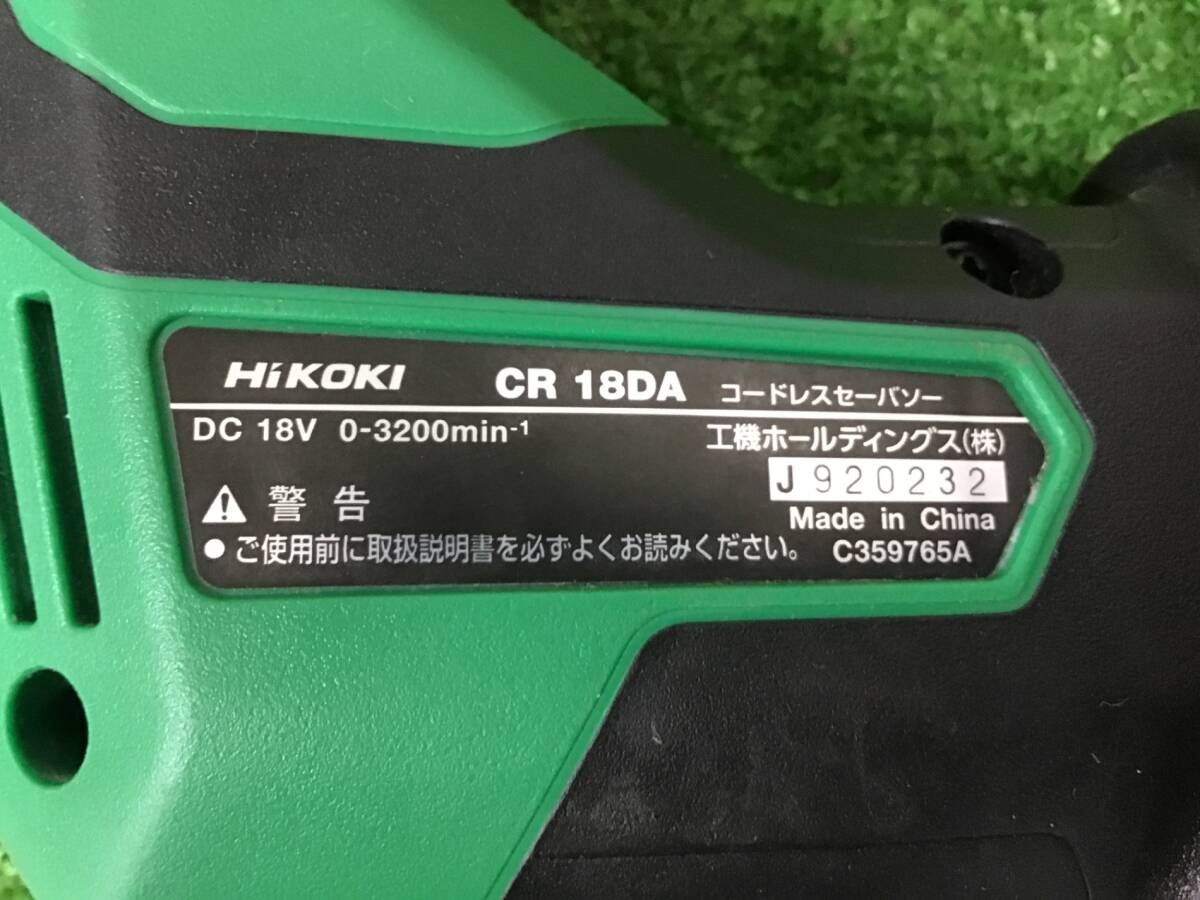 HiKOKI CR 18DA コードレスセーバソー
DC 18V 0-3200min-1 工機ホールディングス(株)
J920232
警告
Made in China
●ご使用前に取扱説明書を必ずよくお読みください。 C359765A